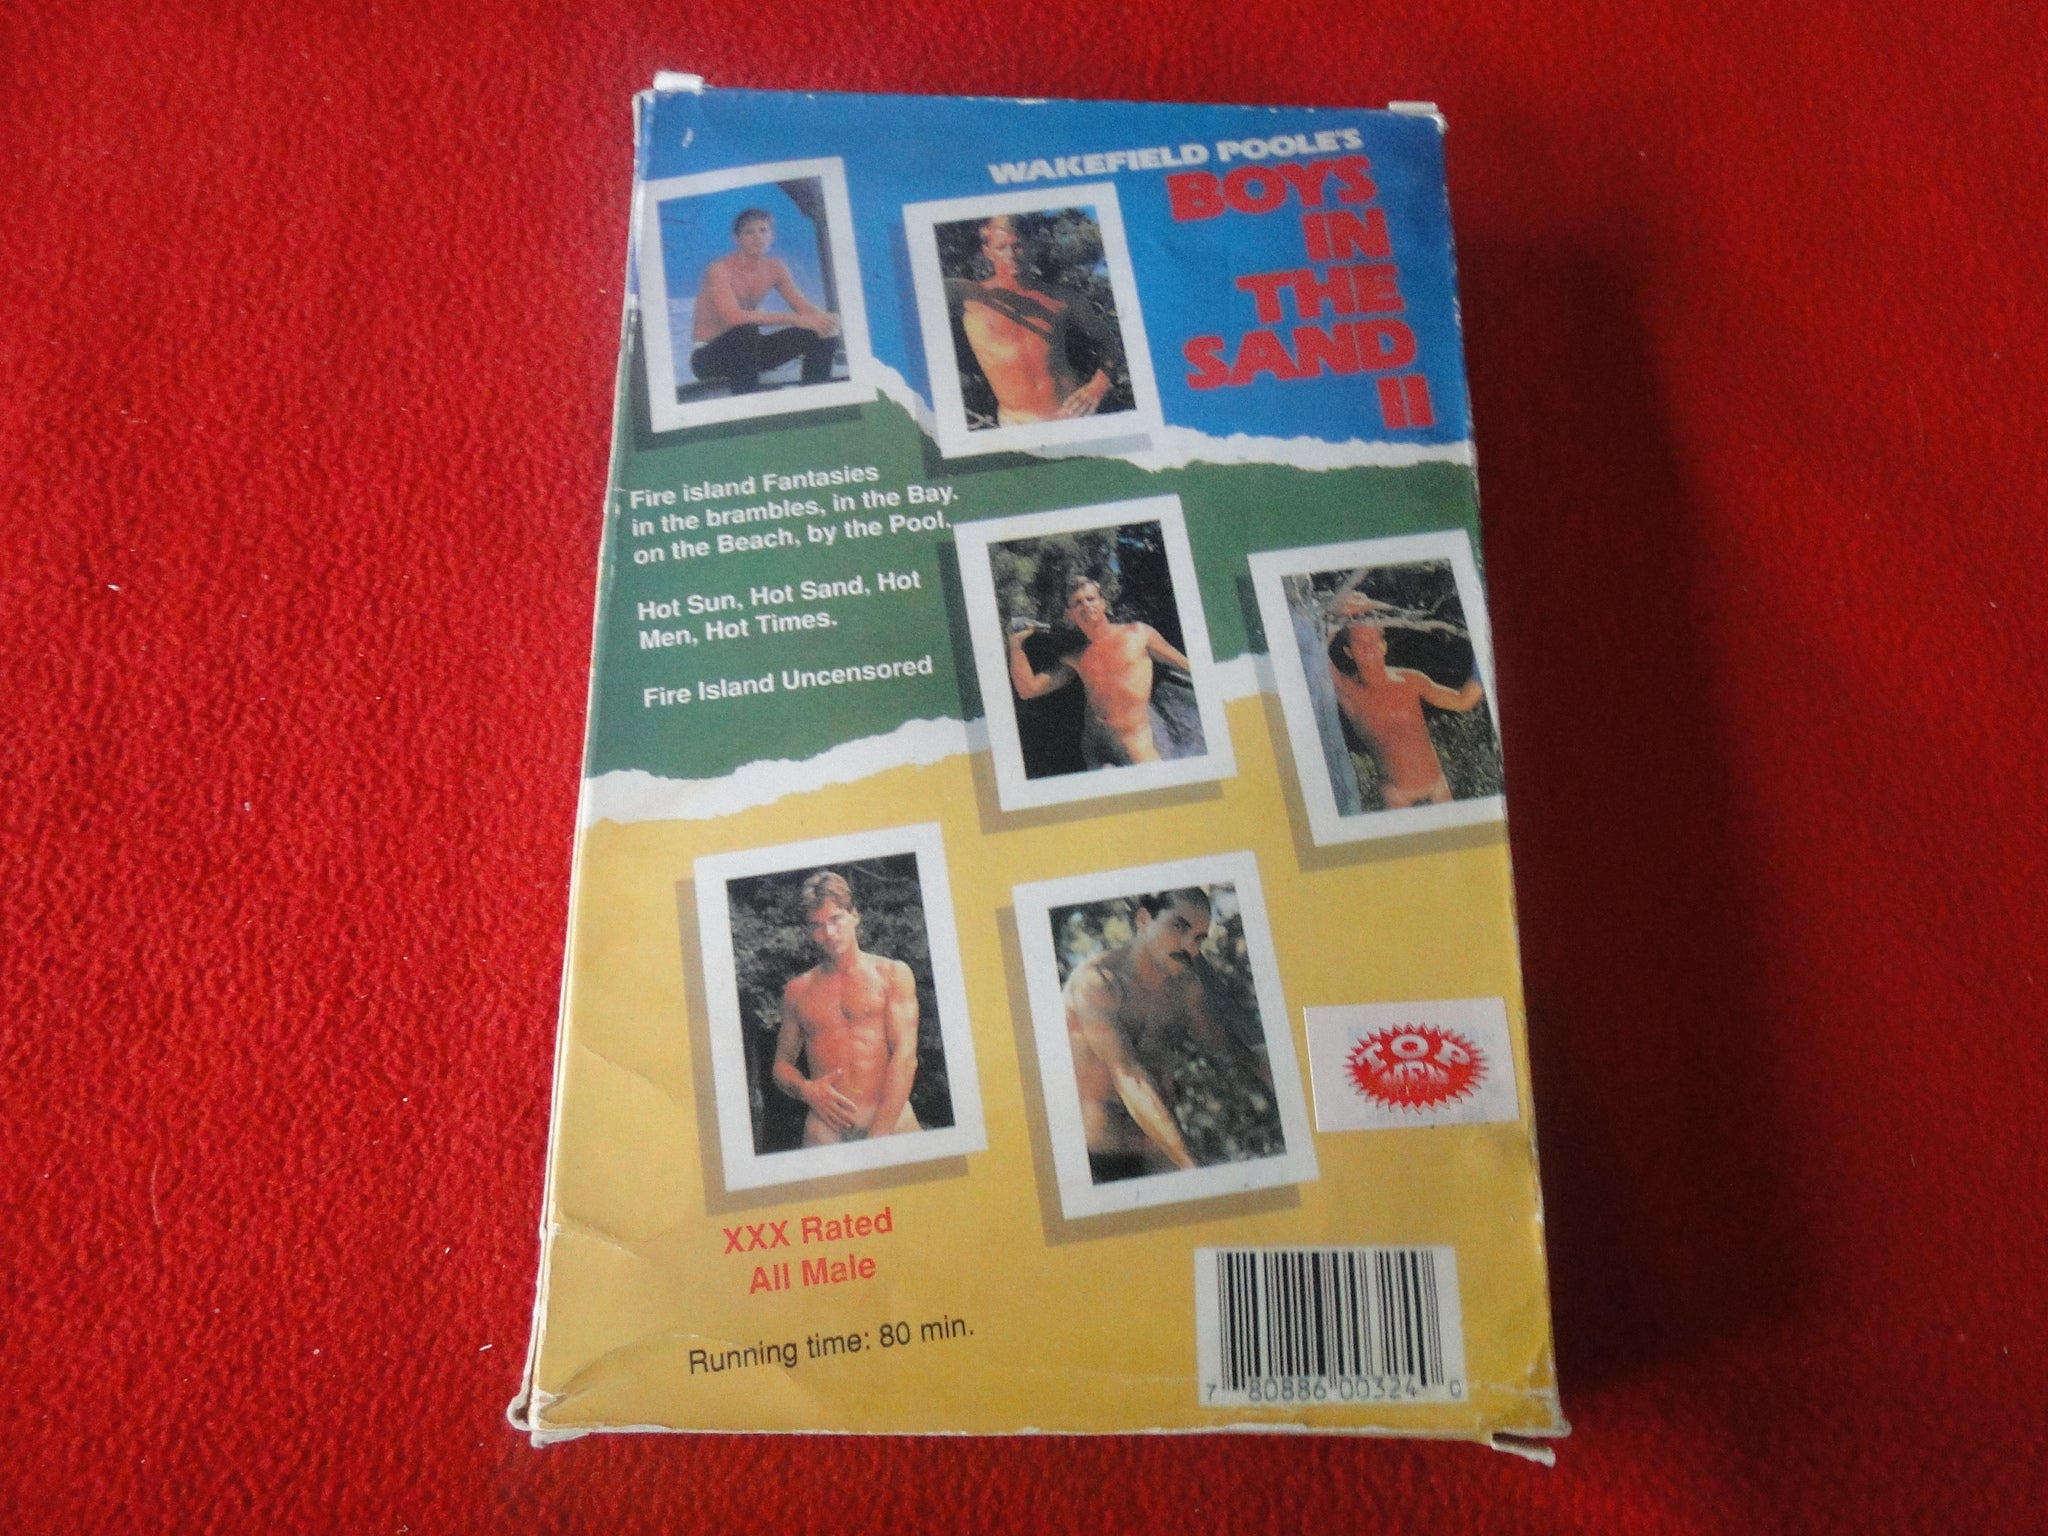 WAKEFIELD POOLE'S
BOYS
IN
THE
SAND
II
Fire island Fantasies
in the brambles, in the Bay.
on the Beach, by the Pool.
Hot Sun, Hot Sand, Hot
Men, Hot Times.
Fire Island Uncensored
TOP
MEN
XXX Rated
All Male
Running time: 80 min.
7 80886 00324 0